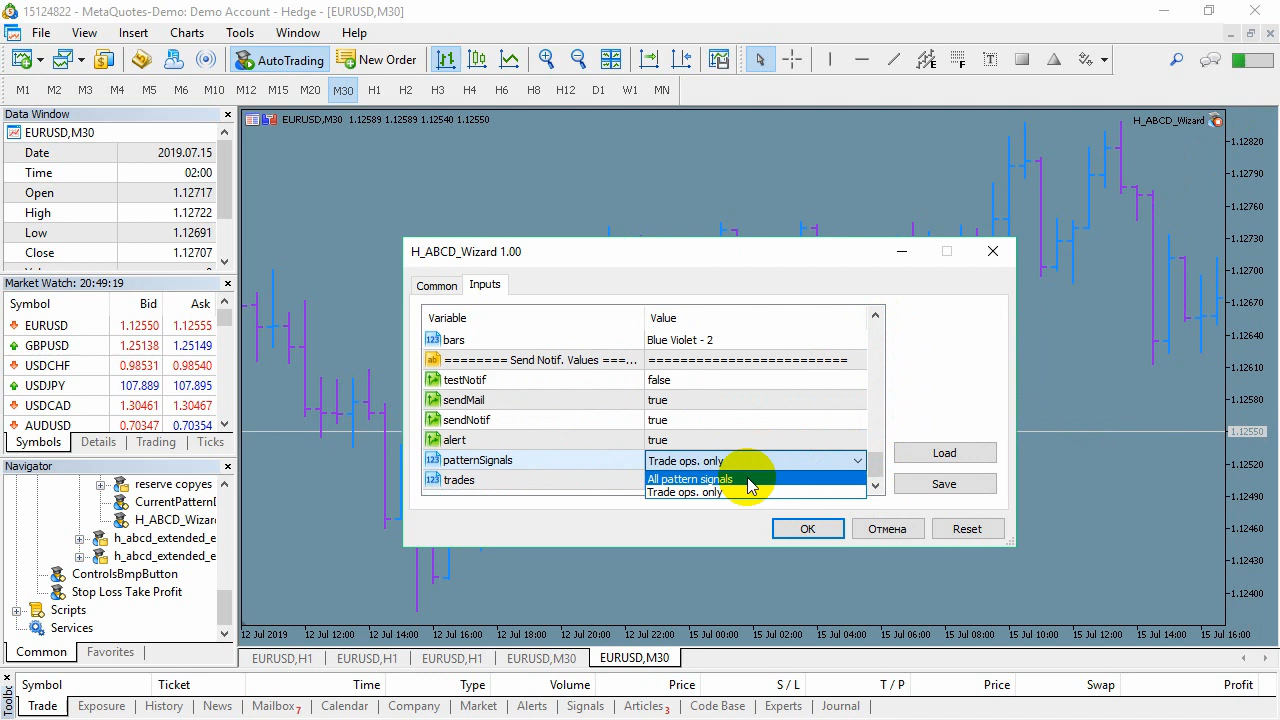 15124822 - MetaQuotes-Demo: Demo Account - Hedge - [EURUSD,M30]
File View Insert Charts Tools Window Help
AutoTrading New Order
M1 M2 M3 M4 M5 M6 M10 M12 M15 M20 M30 H1 H2 H3 H4 H6 H8 H12 D1 W1 MN
Data Window
EURUSD,M30
Date 2019.07.15
Time 02:00
Open 1.12717
High 1.12722
Low 1.12691
Close 1.12707
Market Watch: 20:49:19
Symbol Bid Ask
EURUSD 1.12550 1.12555
GBPUSD 1.25138 1.25149
USDCHF 0.98531 0.98540
USDJPY 107.889 107.895
USDCAD 1.30461 1.30467
AUDUSD 0.70347 0.70354
Symbols Details Trading Ticks
Navigator
reserve copyes
CurrentPatternD
H_ABCD_Wizard
h_abcd_extended_e
h_abcd_extended_e
ControlsBmpButton
Stop Loss Take Profit
Scripts
Services
Common Favorites
EURUSD,M30 1.12589 1.12589 1.12540 1.12550
H_ABCD_Wizard
1.12820
1.12790
1.12760
1.12730
1.12700
1.12670
1.12640
1.12610
1.12580
1.12550
1.12520
1.12490
1.12460
1.12430
1.12400
H_ABCD_Wizard 1.00
Common Inputs
Variable Value
bars Blue Violet - 2
======== Send Notif. Values ===... =========================
testNotif false
sendMail true
sendNotif true
alert true
patternSignals Trade ops. only
trades
All pattern signals
Trade ops. only
Load
Save
OK Отмена Reset
12 Jul 2019 12 Jul 12:00 12 Jul 14:00 12 Jul 16:00 12 Jul 18:00 12 Jul 20:00 12 Jul 22:00 15 Jul 00:00 15 Jul 02:00 15 Jul 04:00 15 Jul 06:00 15 Jul 08:00 15 Jul 10:00 15 Jul 12:00 15 Jul 14:00 15 Jul 16:00
EURUSD,H1 EURUSD,H1 EURUSD,H1 EURUSD,M30 EURUSD,M30
Symbol Ticket Time Type Volume Price S / L T / P Price Swap Profit
Toolbo
Trade Exposure History News Mailbox 7 Calendar Company Market Alerts Signals Articles 3 Code Base Experts Journal